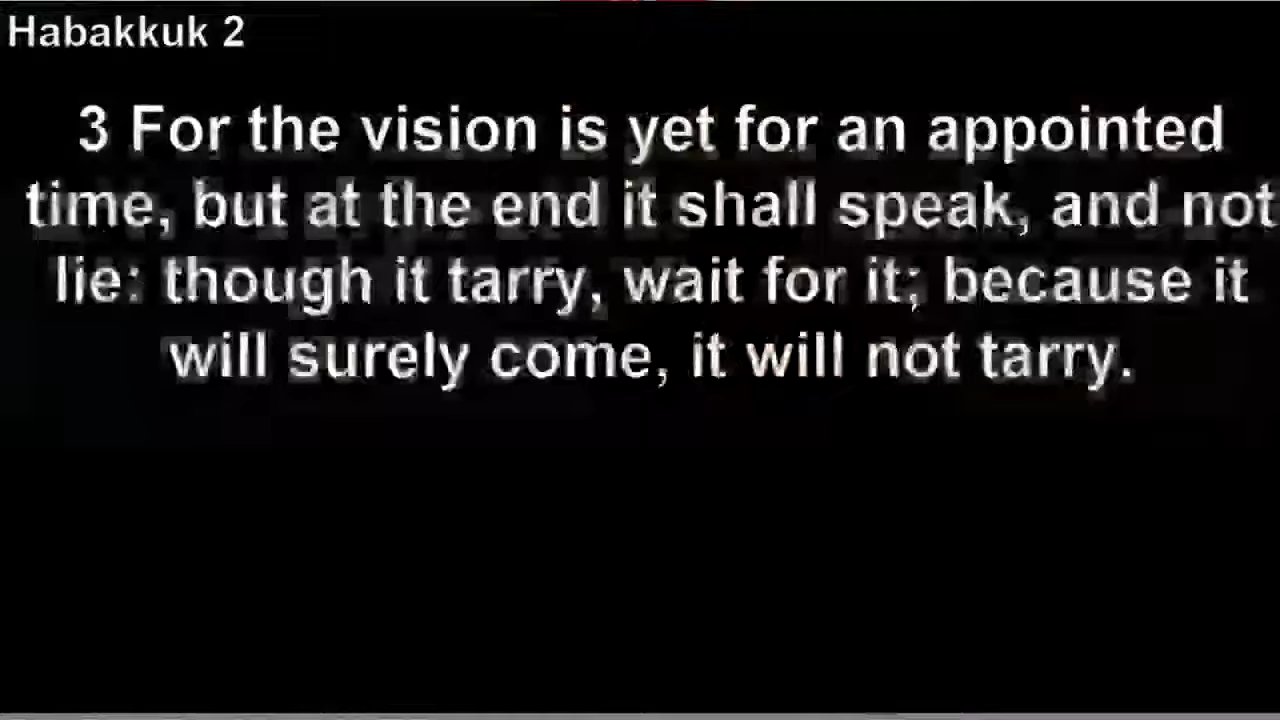 Habakkuk 2
3 For the vision is yet for an appointed
time, but at the end it shall speak, and not
lie: though it tarry, wait for it; because it
will surely come, it will not tarry.